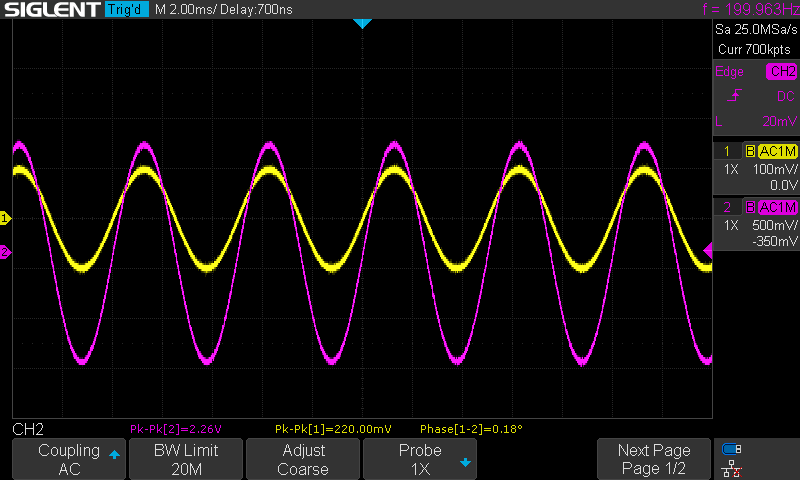 SIGLENT Trig'd M 2.00ms/ Delay:700ns f = 199.963Hz
Sa 25.0MSa/s
Curr 700kpts
Edge CH2
DC
L 20mV
1 B AC1M
1X 100mV/
0.0V
2 B AC1M
1X 500mV/
-350mV
1
2
CH2 Pk-Pk[2]=2.26V Pk-Pk[1]=220.00mV Phase[1-2]=0.18°
Coupling BW Limit Adjust Probe Next Page
AC 20M Coarse 1X Page 1/2